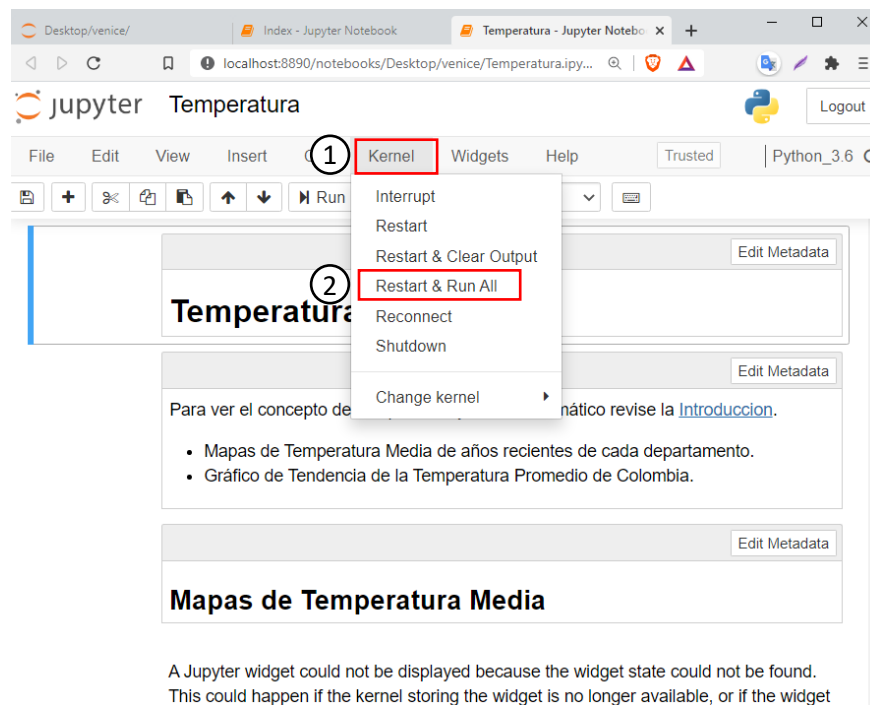 Desktop/venice/
Index - Jupyter Notebook
Temperatura - Jupyter Notebo
localhost:8890/notebooks/Desktop/venice/Temperatura.ipy...
jupyter Temperatura
Logout
File Edit View Insert 1 Kernel Widgets Help Trusted Python_3.6
Run
Interrupt
Restart
Restart & Clear Output
Edit Metadata
2 Restart & Run All
Temperatura
Reconnect
Shutdown
Edit Metadata
Change kernel
Para ver el concepto de mático revise la Introduccion.
• Mapas de Temperatura Media de años recientes de cada departamento.
• Gráfico de Tendencia de la Temperatura Promedio de Colombia.
Edit Metadata
Mapas de Temperatura Media
A Jupyter widget could not be displayed because the widget state could not be found.
This could happen if the kernel storing the widget is no longer available, or if the widget